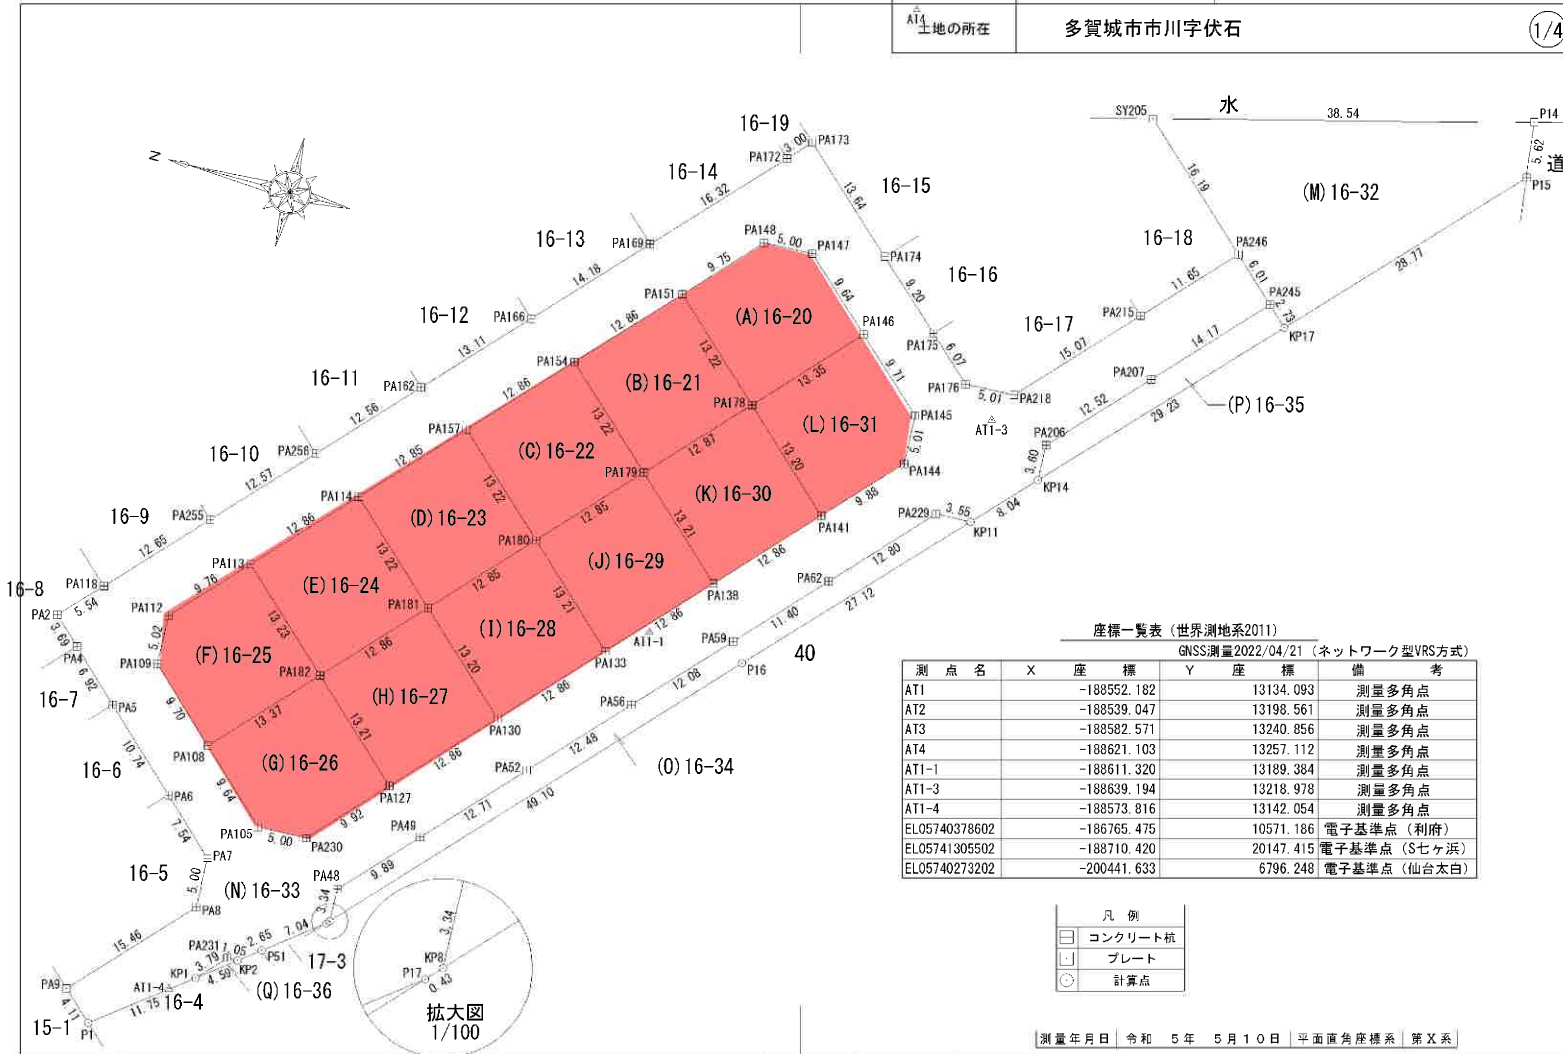 AT4
土地の所在 多賀城市市川字伏石 1/4
SY205 水 38.54 P14
5.62 道
P15
16.19 (M)16-32
16-19 PA173
3.00
PA172
16-14 13.64 16-15
16.32
N
16-13 PA169 PA148 5.00 PA147 PA174
16-18 PA246
14.18 9.75 9.64 9.20 16-16
6.01 28.77
PA151 11.65 PA245
16-12 PA166 (A)16-20 PA146 PA175 16-17 PA215 2.73
KP17
12.86 13.22 6.07 15.07 14.17
13.11 PA154 (B)16-21 13.35 9.71 PA176
16-11 PA162 PA178 5.01 PA218 PA207
12.86 13.22 (L)16-31 PA145 AT1-3 29.23 (P)16-35
12.56 PA157 12.87 5.01 12.52
16-10 PA256 (C)16-22 PA179 13.20 PA144 PA206
12.85 13.22 (K)16-30 3.60
12.57 PA114 12.85 9.88 KP14
16-9 PA255 (D)16-23 PA180 13.21 PA141 PA229 3.55 8.04
KP11
12.86 13.22 (J)16-29 12.86 12.80
12.65 PA113 (E)16-24 12.85 PA138 PA62
16-8 PA118 9.76 PA181 13.21 27.12
PA2 5.54 PA112 13.23 (I)16-28 12.86 11.40
3.69 5.02 AT1-1 PA59
PA4 (F)16-25 12.86 PA133 40
PA109 PA182 13.20 P16
6.92 (H)16-27 12.86 12.08
16-7 9.70 13.37 PA56
PA5 13.21 PA130
PA108 12.48
10.74 (G)16-26 12.86 (O)16-34
16-6 PA52
9.64 PA127
PA6 12.71 49.10
PA105 5.00 9.92 PA49
7.54 PA230
PA7 9.89
16-5 5.00 (N)16-33 PA48
PA8 3.34
15.46 7.04
PA231 1.05 2.65 P51 17-3
3.79 KP2
KP1 4.59
PA9 AT1-4 16-4 (Q)16-36
4.11 11.75
15-1 P1
3.34
KP8
P17
0.43
拡大図
1/100
座標一覧表（世界測地系2011）
GNSS測量2022/04/21（ネットワーク型VRS方式）
測点名 X座標 Y座標 備考
AT1 -188552.182 13134.093 測量多角点
AT2 -188539.047 13198.561 測量多角点
AT3 -188582.571 13240.856 測量多角点
AT4 -188621.103 13257.112 測量多角点
AT1-1 -188611.320 13189.384 測量多角点
AT1-3 -188639.194 13218.978 測量多角点
AT1-4 -188573.816 13142.054 測量多角点
EL05740378602 -186765.475 10571.186 電子基準点（利府）
EL05741305502 -188710.420 20147.415 電子基準点（S七ヶ浜）
EL05740273202 -200441.633 6796.248 電子基準点（仙台太白）
凡例
コンクリート杭
プレート
計算点
測量年月日 令和 5年 5月10日 平面直角座標系 第X系